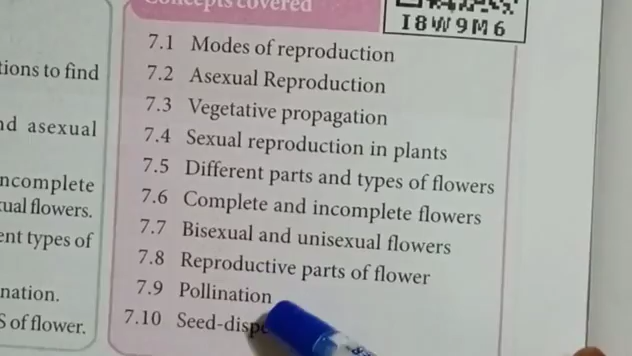 Concepts covered
I8W9M6
7.1 Modes of reproduction
7.2 Asexual Reproduction
7.3 Vegetative propagation
7.4 Sexual reproduction in plants
7.5 Different parts and types of flowers
7.6 Complete and incomplete flowers
7.7 Bisexual and unisexual flowers
7.8 Reproductive parts of flower
7.9 Pollination
7.10 Seed-disp
tions to find
nd asexual
ncomplete
ual flowers.
ent types of
nation.
of flower.